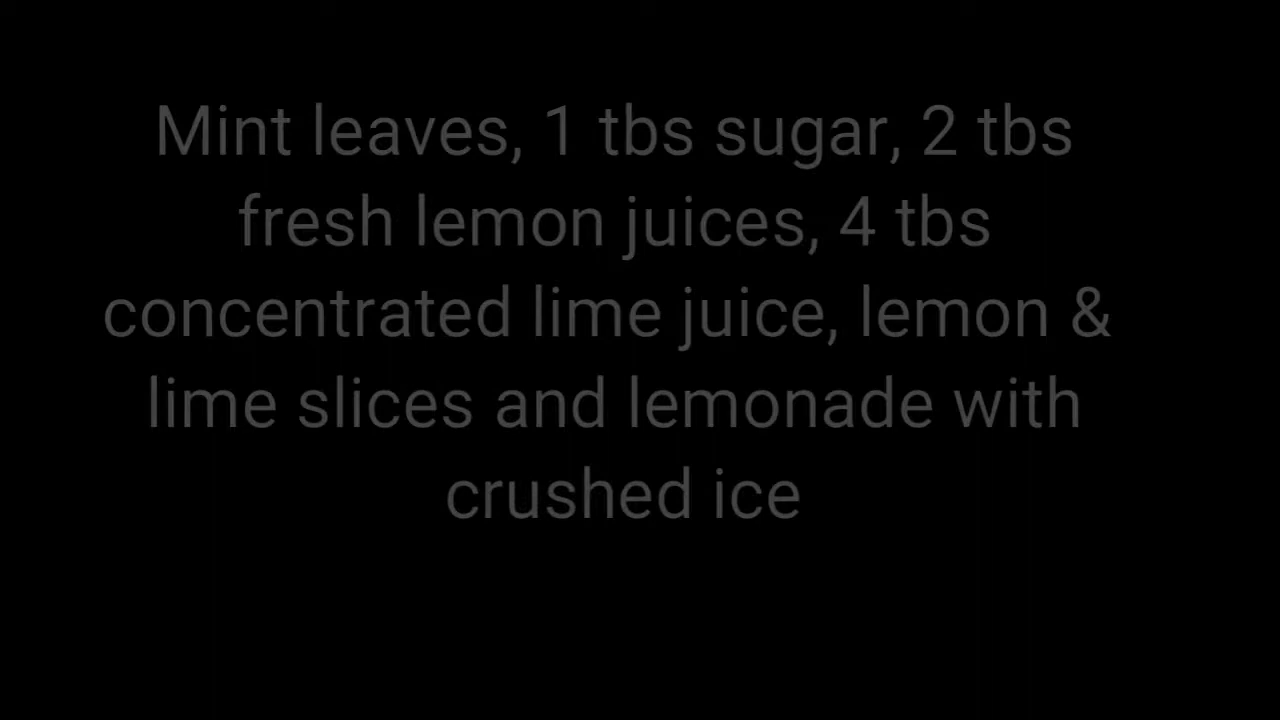 Mint leaves, 1 tbs sugar, 2 tbs
fresh lemon juices, 4 tbs
concentrated lime juice, lemon &
lime slices and lemonade with
crushed ice